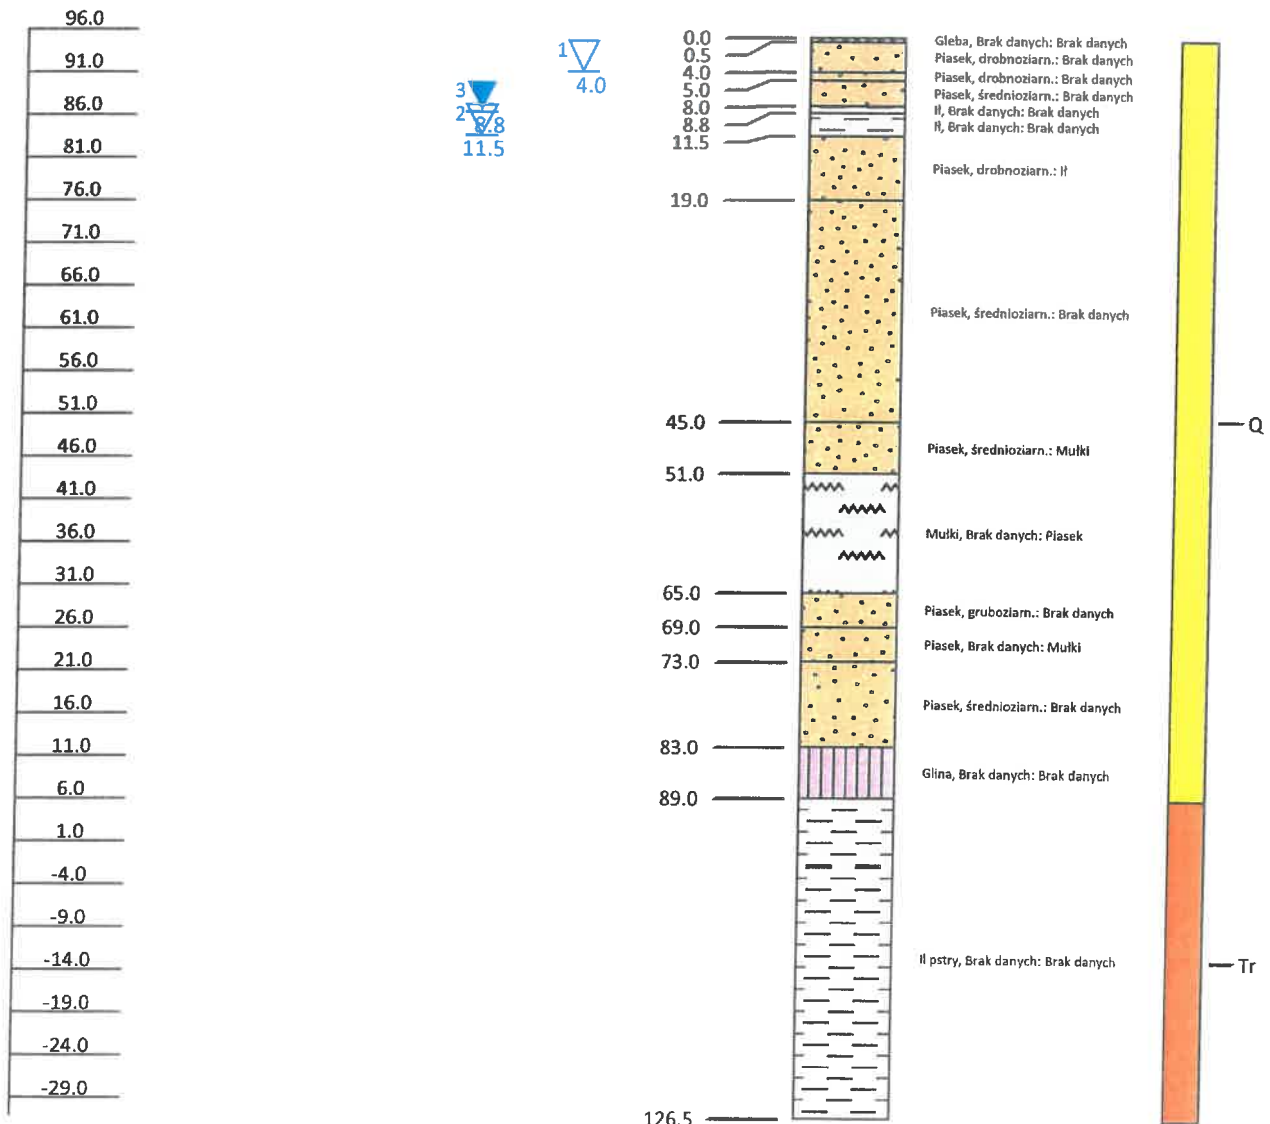 96.0
91.0
86.0
81.0
76.0
71.0
66.0
61.0
56.0
51.0
46.0
41.0
36.0
31.0
26.0
21.0
16.0
11.0
6.0
1.0
-4.0
-9.0
-14.0
-19.0
-24.0
-29.0
1
4.0
3
2
8.8
11.5
0.0
0.5
4.0
5.0
8.0
8.8
11.5
19.0
45.0
51.0
65.0
69.0
73.0
83.0
89.0
126.5
Gleba, Brak danych: Brak danych
Piasek, drobnoziarn.: Brak danych
Piasek, drobnoziarn.: Brak danych
Piasek, średnioziarn.: Brak danych
Ił, Brak danych: Brak danych
Ił, Brak danych: Brak danych
Piasek, drobnoziarn.: Ił
Piasek, średnioziarn.: Brak danych
Piasek, średnioziarn.: Mułki
Mułki, Brak danych: Piasek
Piasek, gruboziarn.: Brak danych
Piasek, Brak danych: Mułki
Piasek, średnioziarn.: Brak danych
Glina, Brak danych: Brak danych
Ił pstry, Brak danych: Brak danych
Q
Tr